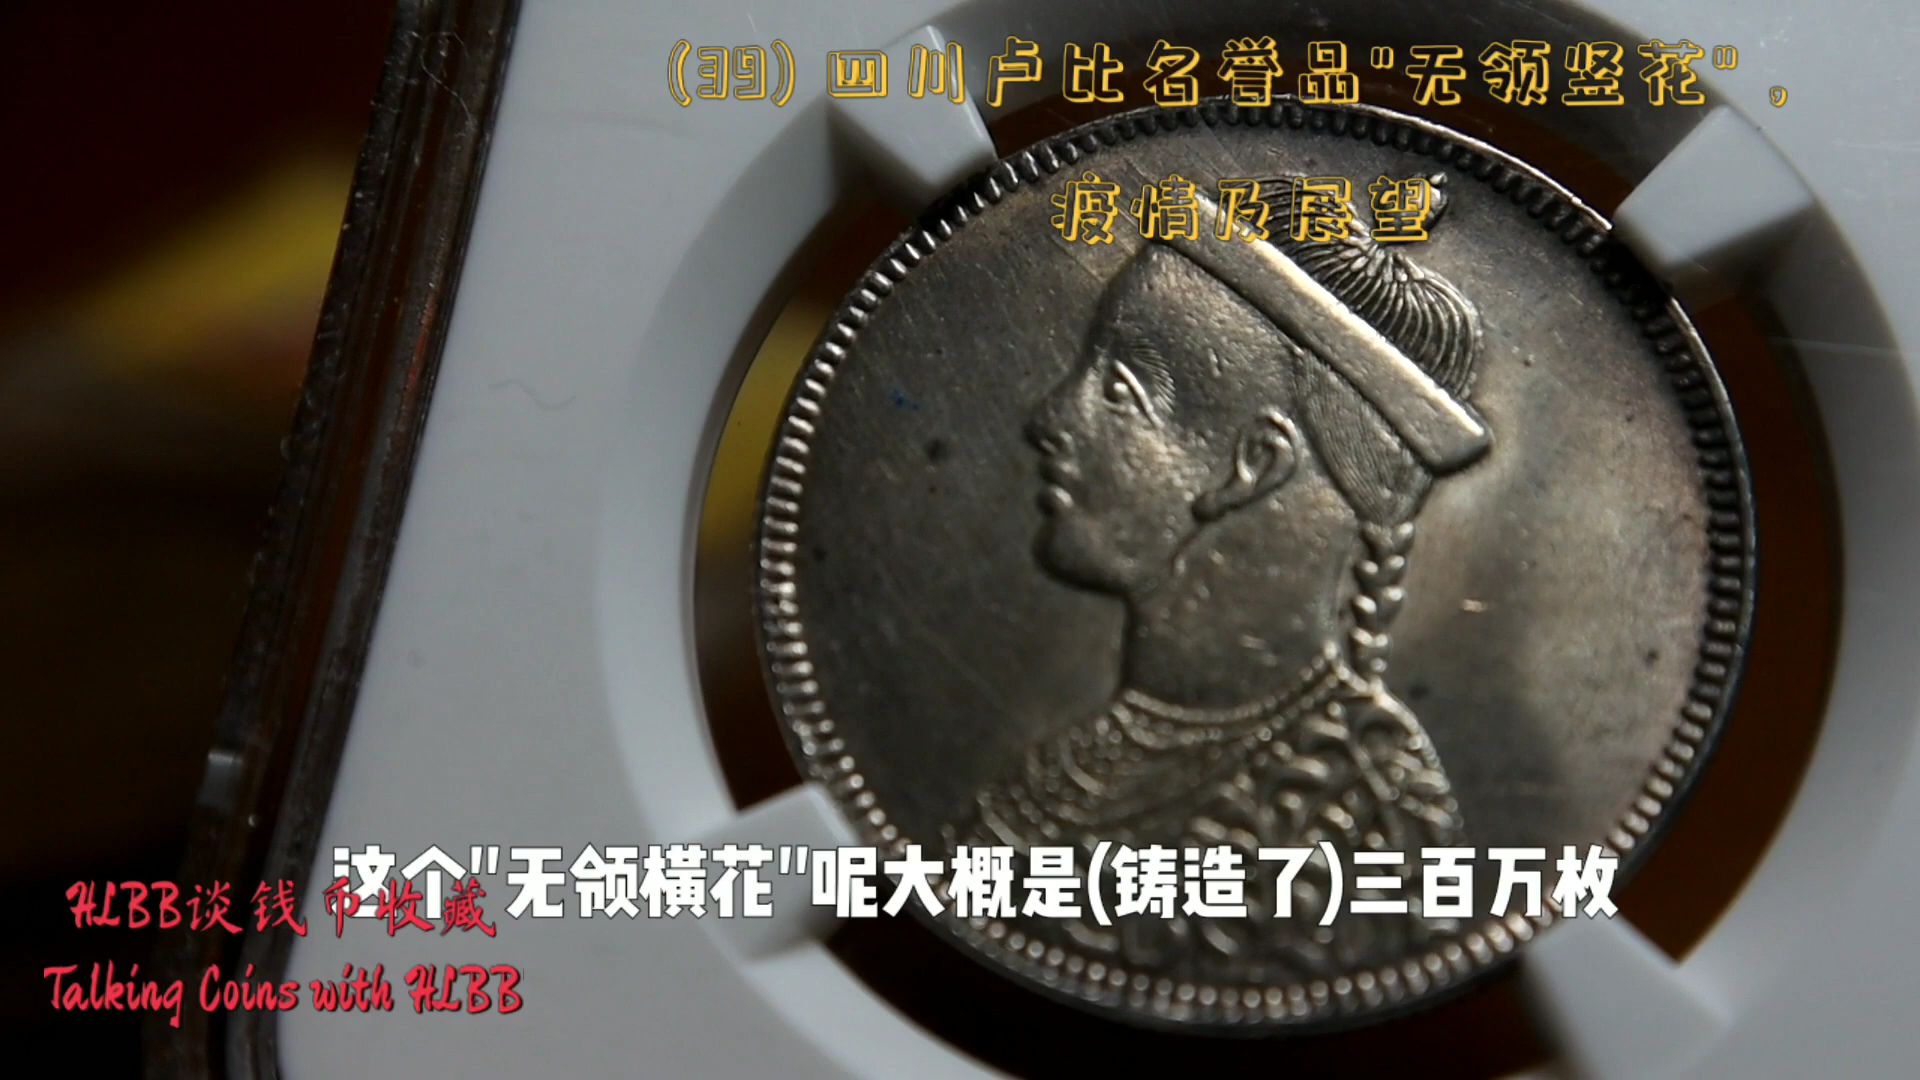 (39) 四川卢比名誉品"无领竖花"，
疫情及展望
这个"无领横花"呢大概是(铸造了)三百万枚
HLBB谈钱币收藏
Talking Coins with HLBB